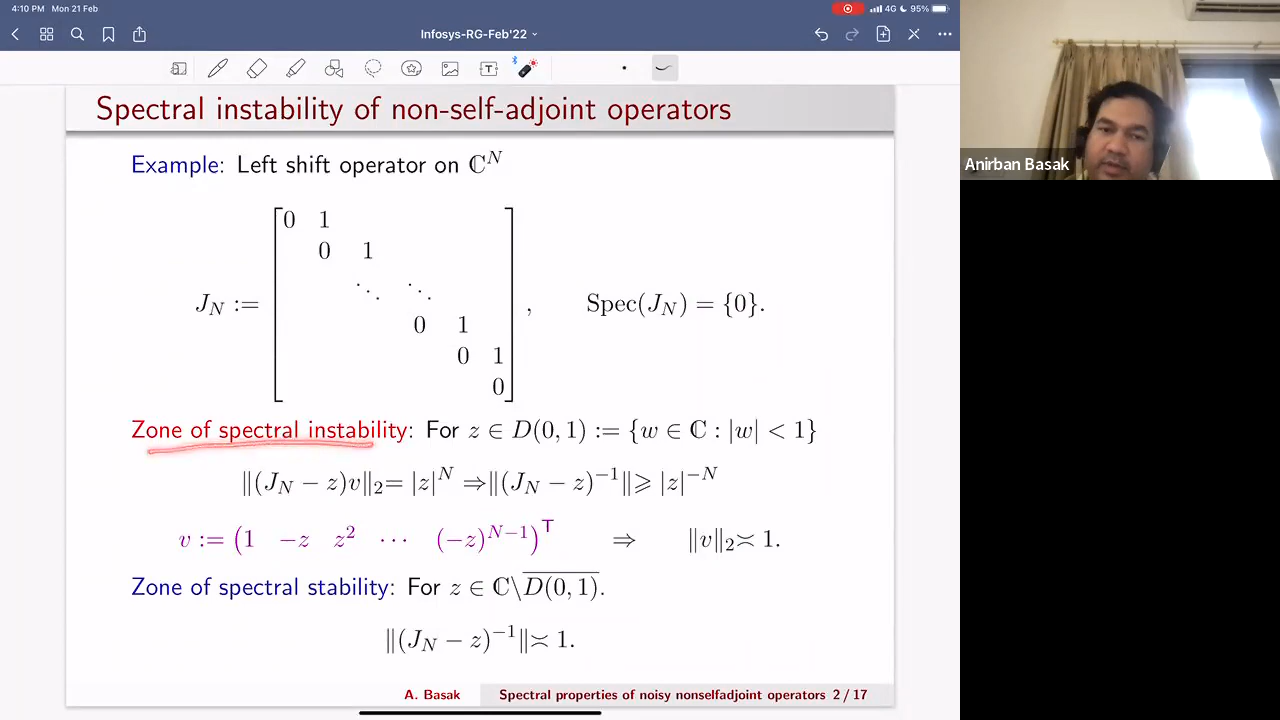 4:10 PM Mon 21 Feb
4G 95%
Infosys-RG-Feb'22
Spectral instability of non-self-adjoint operators
Example: Left shift operator on ℂ^N
J_N := [0 1
0 1
⋱ ⋱
0 1
0 1
0] , Spec(J_N) = {0}.
Zone of spectral instability: For z ∈ D(0, 1) := {w ∈ ℂ : |w| < 1}
‖(J_N − z)v‖₂= |z|^N ⇒‖(J_N − z)^{−1}‖⩾ |z|^{−N}
v := (1 −z z² ⋯ (−z)^{N−1})^T ⇒ ‖v‖₂≍ 1.
Zone of spectral stability: For z ∈ ℂ\\overline{D(0, 1)}.
‖(J_N − z)^{−1}‖≍ 1.
A. Basak Spectral properties of noisy nonselfadjoint operators 2 / 17
Anirban Basak